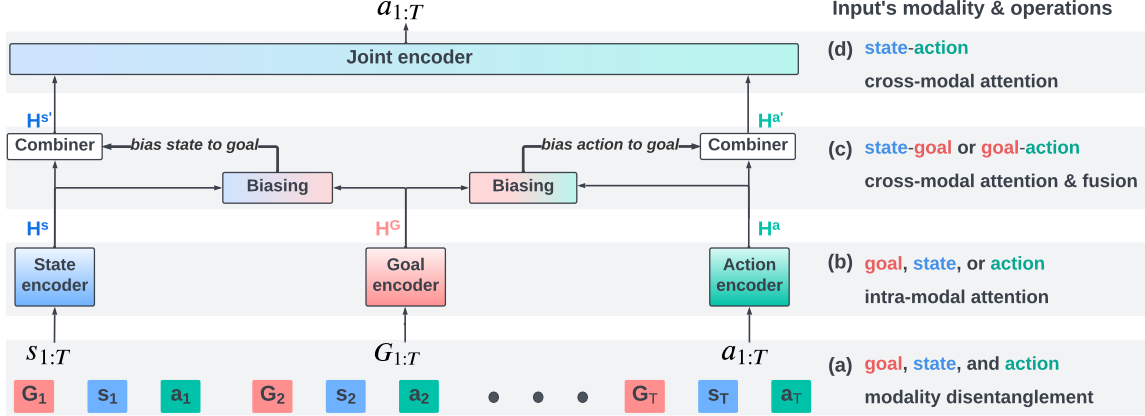 a1:T
Input's modality & operations
Joint encoder
(d) state-action
cross-modal attention
Hs'
Ha'
Combiner
bias state to goal
bias action to goal
Combiner
(c) state-goal or goal-action
cross-modal attention & fusion
Biasing
Biasing
Hs
HG
Ha
State encoder
Goal encoder
Action encoder
(b) goal, state, or action
intra-modal attention
s1:T
G1:T
a1:T
(a) goal, state, and action
modality disentanglement
G1 s1 a1 G2 s2 a2 • • • GT sT aT